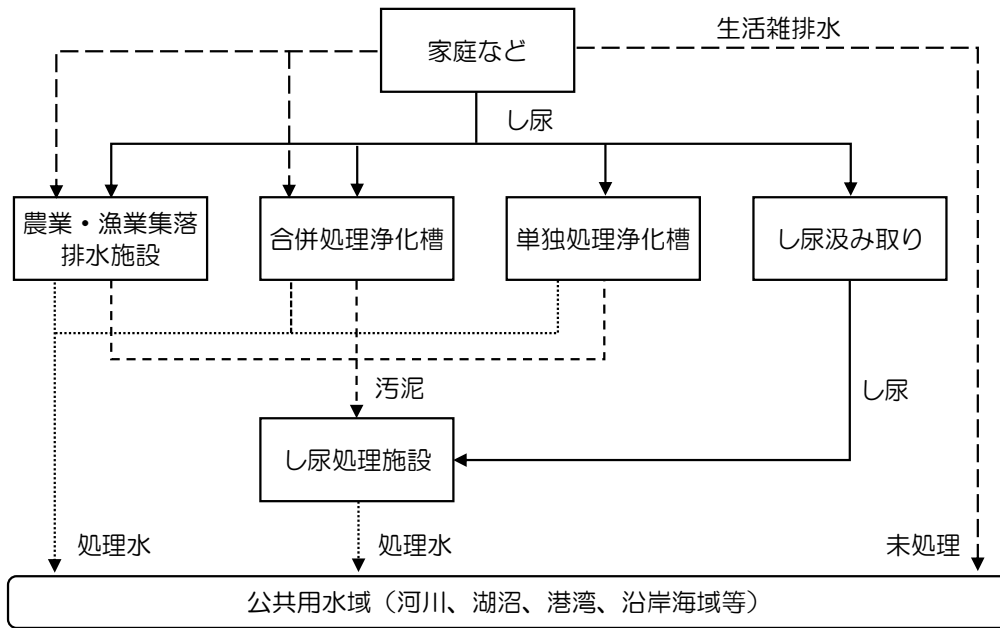 生活雑排水
家庭など
し尿
農業・漁業集落
排水施設
合併処理浄化槽
単独処理浄化槽
し尿汲み取り
汚泥
し尿
し尿処理施設
処理水
処理水
未処理
公共用水域（河川、湖沼、港湾、沿岸海域等）